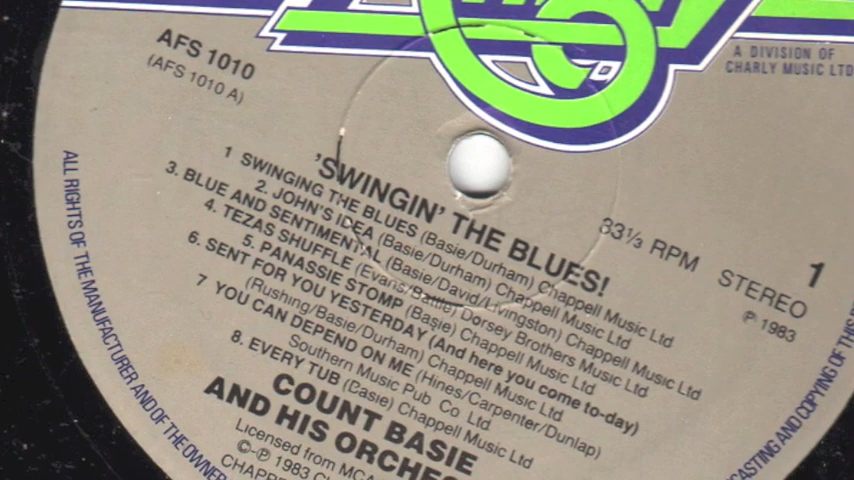 A DIVISION OF
CHARLY MUSIC LTD
AFS 1010
(AFS 1010 A)
'SWINGIN' THE BLUES!
33⅓ RPM
STEREO
1
℗ 1983
1 SWINGING THE BLUES (Basie/Durham) Chappell Music Ltd
2. JOHN'S IDEA (Basie/Durham) Chappell Music Ltd
3. BLUE AND SENTIMENTAL (Basie/David/Livingston) Chappell Music Ltd
4. TEZAS SHUFFLE (Evans/Battle) Dorsey Brothers Music Ltd
5. PANASSIE STOMP (Basie) Chappell Music Ltd
6. SENT FOR YOU YESTERDAY (And here you come to-day)
(Rushing/Basie/Durham) Chappell Music Ltd
7 YOU CAN DEPEND ON ME (Hines/Carpenter/Dunlap)
Southern Music Pub. Co. Ltd
8. EVERY TUB (Basie) Chappell Music Ltd
COUNT BASIE
AND HIS
Licensed from MCA
©-℗ 1983
ALL RIGHTS OF THE MANUFACTURER AND OF THE OWNER
AND COPYING OF THIS